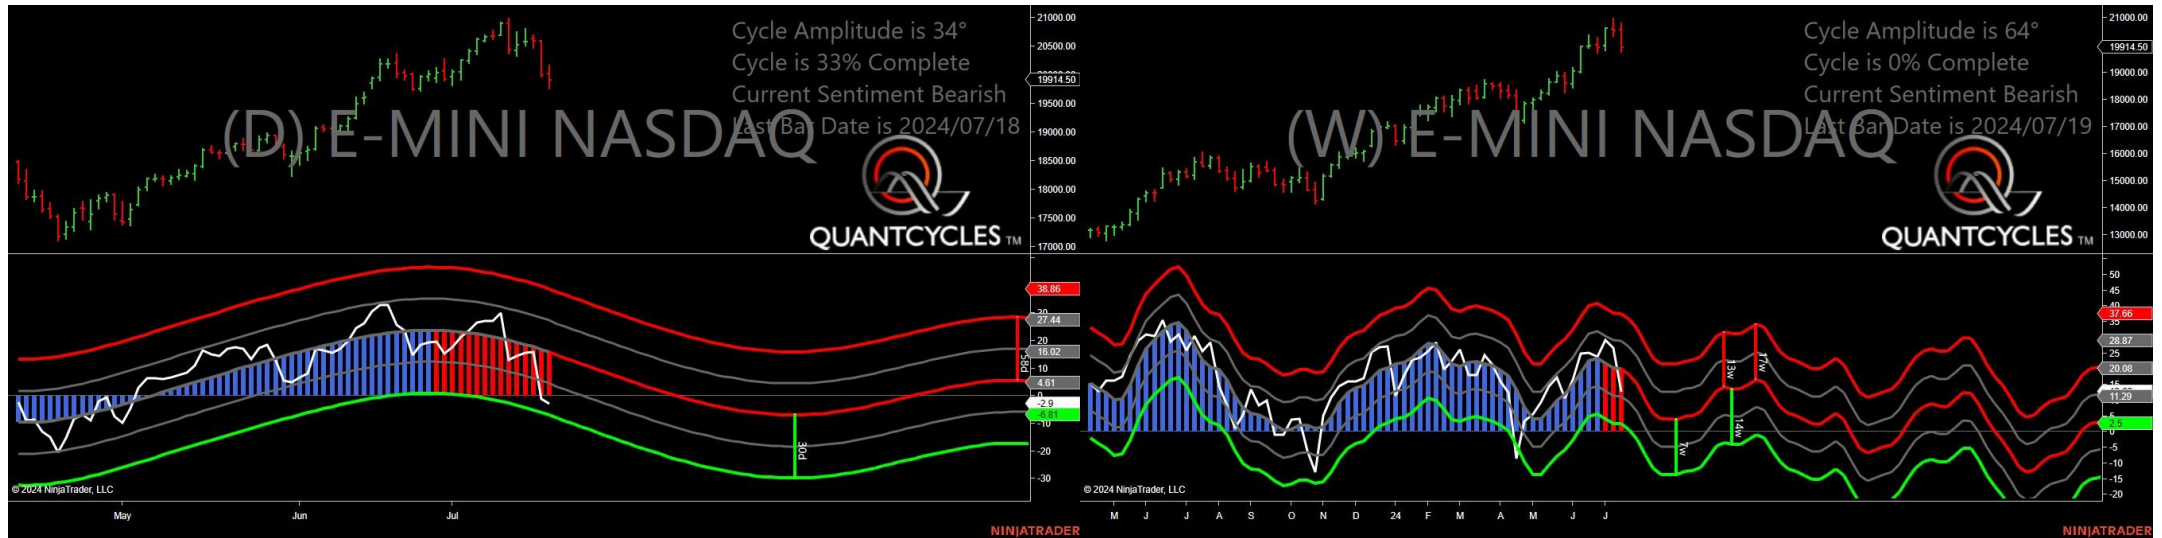 Cycle Amplitude is 34°
Cycle is 33% Complete
Current Sentiment Bearish
Last Bar Date is 2024/07/18
(D) E-MINI NASDAQ
QUANTCYCLES TM
21000.00
20500.00
19914.50
19500.00
19000.00
18500.00
18000.00
17500.00
17000.00
38.86
27.44
20
16.02
10
4.61
-2.9
-6.81
-10
-20
-30
30d
58d
© 2024 NinjaTrader, LLC
May Jun Jul
NINJATRADER
Cycle Amplitude is 64°
Cycle is 0% Complete
Current Sentiment Bearish
Last Bar Date is 2024/07/19
(W) E-MINI NASDAQ
QUANTCYCLES TM
21000.00
19914.50
19000.00
18000.00
17000.00
16000.00
15000.00
14000.00
13000.00
50
45
40
37.66
35
28.87
25
20.08
15
11.29
5
2.5
0
-5
-10
-15
-20
7w
13w
14w
17w
© 2024 NinjaTrader, LLC
M J J A S O N D 24 F M A M J J
NINJATRADER